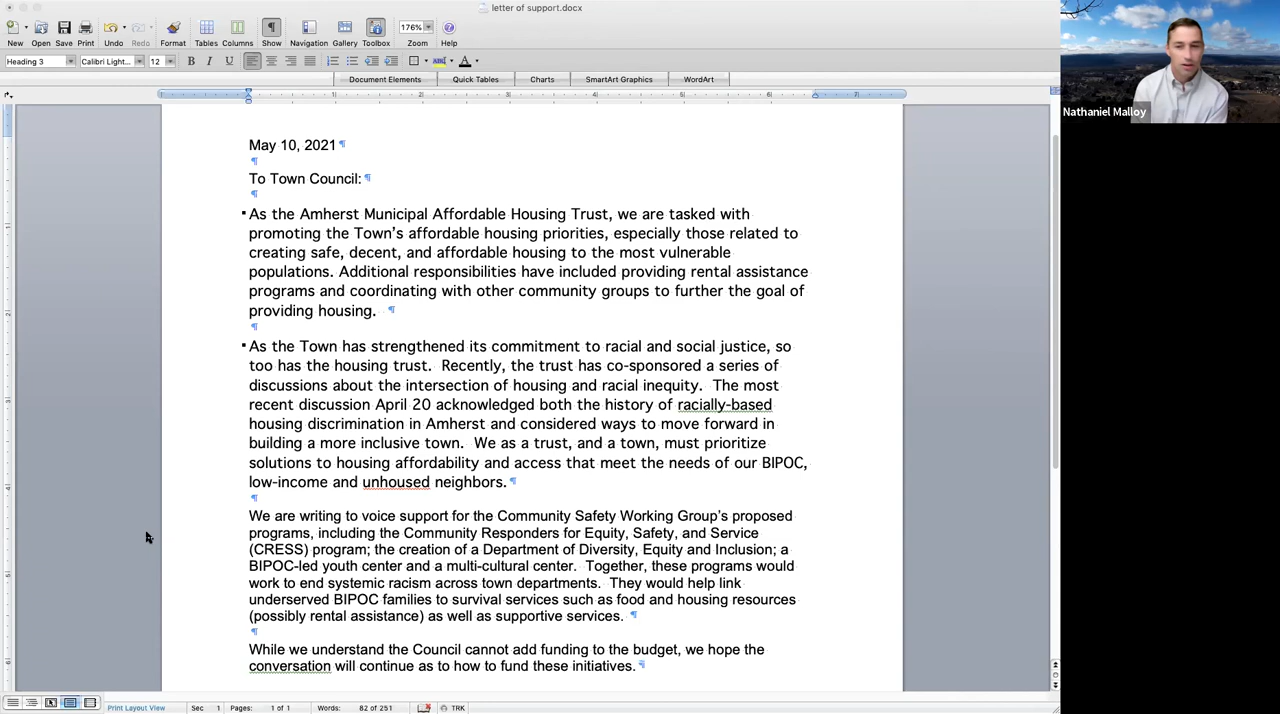 letter of support.docx
New Open Save Print Undo Redo Format Tables Columns Show Navigation Gallery Toolbox Zoom Help
176%
Heading 3 Calibri Light... 12 B I U ABC A
Document Elements Quick Tables Charts SmartArt Graphics WordArt
1 2 3 4 5 6 7
May 10, 2021 ¶
¶
To Town Council: ¶
¶
As the Amherst Municipal Affordable Housing Trust, we are tasked with
promoting the Town's affordable housing priorities, especially those related to
creating safe, decent, and affordable housing to the most vulnerable
populations. Additional responsibilities have included providing rental assistance
programs and coordinating with other community groups to further the goal of
providing housing. ¶
¶
As the Town has strengthened its commitment to racial and social justice, so
too has the housing trust. Recently, the trust has co-sponsored a series of
discussions about the intersection of housing and racial inequity. The most
recent discussion April 20 acknowledged both the history of racially-based
housing discrimination in Amherst and considered ways to move forward in
building a more inclusive town. We as a trust, and a town, must prioritize
solutions to housing affordability and access that meet the needs of our BIPOC,
low-income and unhoused neighbors. ¶
¶
We are writing to voice support for the Community Safety Working Group's proposed
programs, including the Community Responders for Equity, Safety, and Service
(CRESS) program; the creation of a Department of Diversity, Equity and Inclusion; a
BIPOC-led youth center and a multi-cultural center. Together, these programs would
work to end systemic racism across town departments. They would help link
underserved BIPOC families to survival services such as food and housing resources
(possibly rental assistance) as well as supportive services. ¶
¶
While we understand the Council cannot add funding to the budget, we hope the
conversation will continue as to how to fund these initiatives. ¶
Print Layout View Sec 1 Pages: 1 of 1 Words: 82 of 251 TRK
Nathaniel Malloy